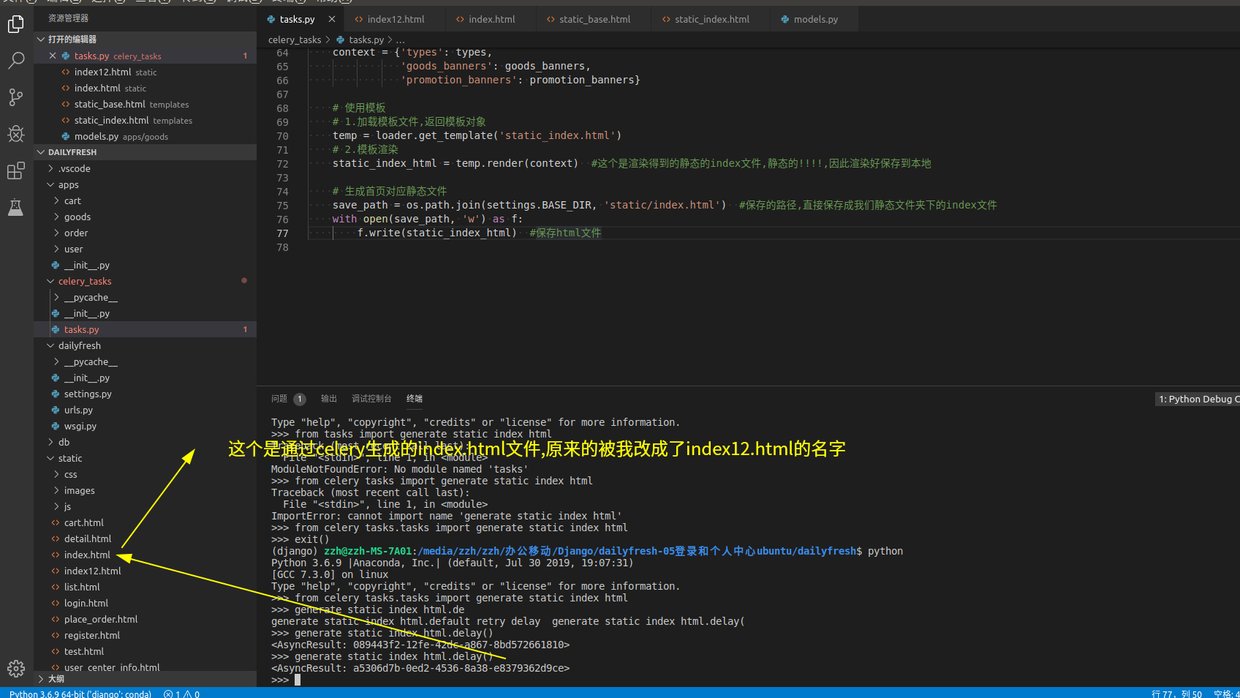 资源管理器
打开的编辑器
tasks.py celery_tasks 1
index12.html static
index.html static
static_base.html templates
static_index.html templates
models.py apps/goods
DAILYFRESH
.vscode
apps
cart
goods
order
user
__init__.py
celery_tasks
__pycache__
__init__.py
tasks.py 1
dailyfresh
__pycache__
__init__.py
settings.py
urls.py
wsgi.py
db
static
css
images
js
cart.html
detail.html
index.html
index12.html
list.html
login.html
place_order.html
register.html
test.html
user_center_info.html
大纲
tasks.py index12.html index.html static_base.html static_index.html models.py
celery_tasks > tasks.py > ...
64 context = {'types': types,
65 'goods_banners': goods_banners,
66 'promotion_banners': promotion_banners}
67
68 # 使用模板
69 # 1.加载模板文件,返回模板对象
70 temp = loader.get_template('static_index.html')
71 # 2.模板渲染
72 static_index_html = temp.render(context) #这个是渲染得到的静态的index文件,静态的!!!!,因此渲染好保存到本地
73
74 # 生成首页对应静态文件
75 save_path = os.path.join(settings.BASE_DIR, 'static/index.html') #保存的路径,直接保存成我们静态文件夹下的index文件
76 with open(save_path, 'w') as f:
77 f.write(static_index_html) #保存html文件
78
问题 1 输出 调试控制台 终端 1: Python Debug C
Type "help", "copyright", "credits" or "license" for more information.
>>> from tasks import generate static index html
这个是通过celery生成的index.html文件,原来的被我改成了index12.html的名字
File "<stdin>", line 1, in <module>
ModuleNotFoundError: No module named 'tasks'
>>> from celery tasks import generate static index html
Traceback (most recent call last):
File "<stdin>", line 1, in <module>
ImportError: cannot import name 'generate static index html'
>>> from celery tasks.tasks import generate static index html
>>> exit()
(django) zzh@zzh-MS-7A01:/media/zzh/zzh/办公移动/Django/dailyfresh-05登录和个人中心ubuntu/dailyfresh$ python
Python 3.6.9 |Anaconda, Inc.| (default, Jul 30 2019, 19:07:31)
[GCC 7.3.0] on linux
Type "help", "copyright", "credits" or "license" for more information.
>>> from celery tasks.tasks import generate static index html
>>> generate static index html.de
generate static index html.default retry delay generate static index html.delay(
>>> generate static index html.delay()
<AsyncResult: 089443f2-12fe-42dc-a867-8bd572661810>
>>> generate static index html.delay()
<AsyncResult: a5306d7b-0ed2-4536-8a38-e8379362d9ce>
>>>
Python 3.6.9 64-bit ('django': conda) 1 0 行 77，列 50 空格: 4